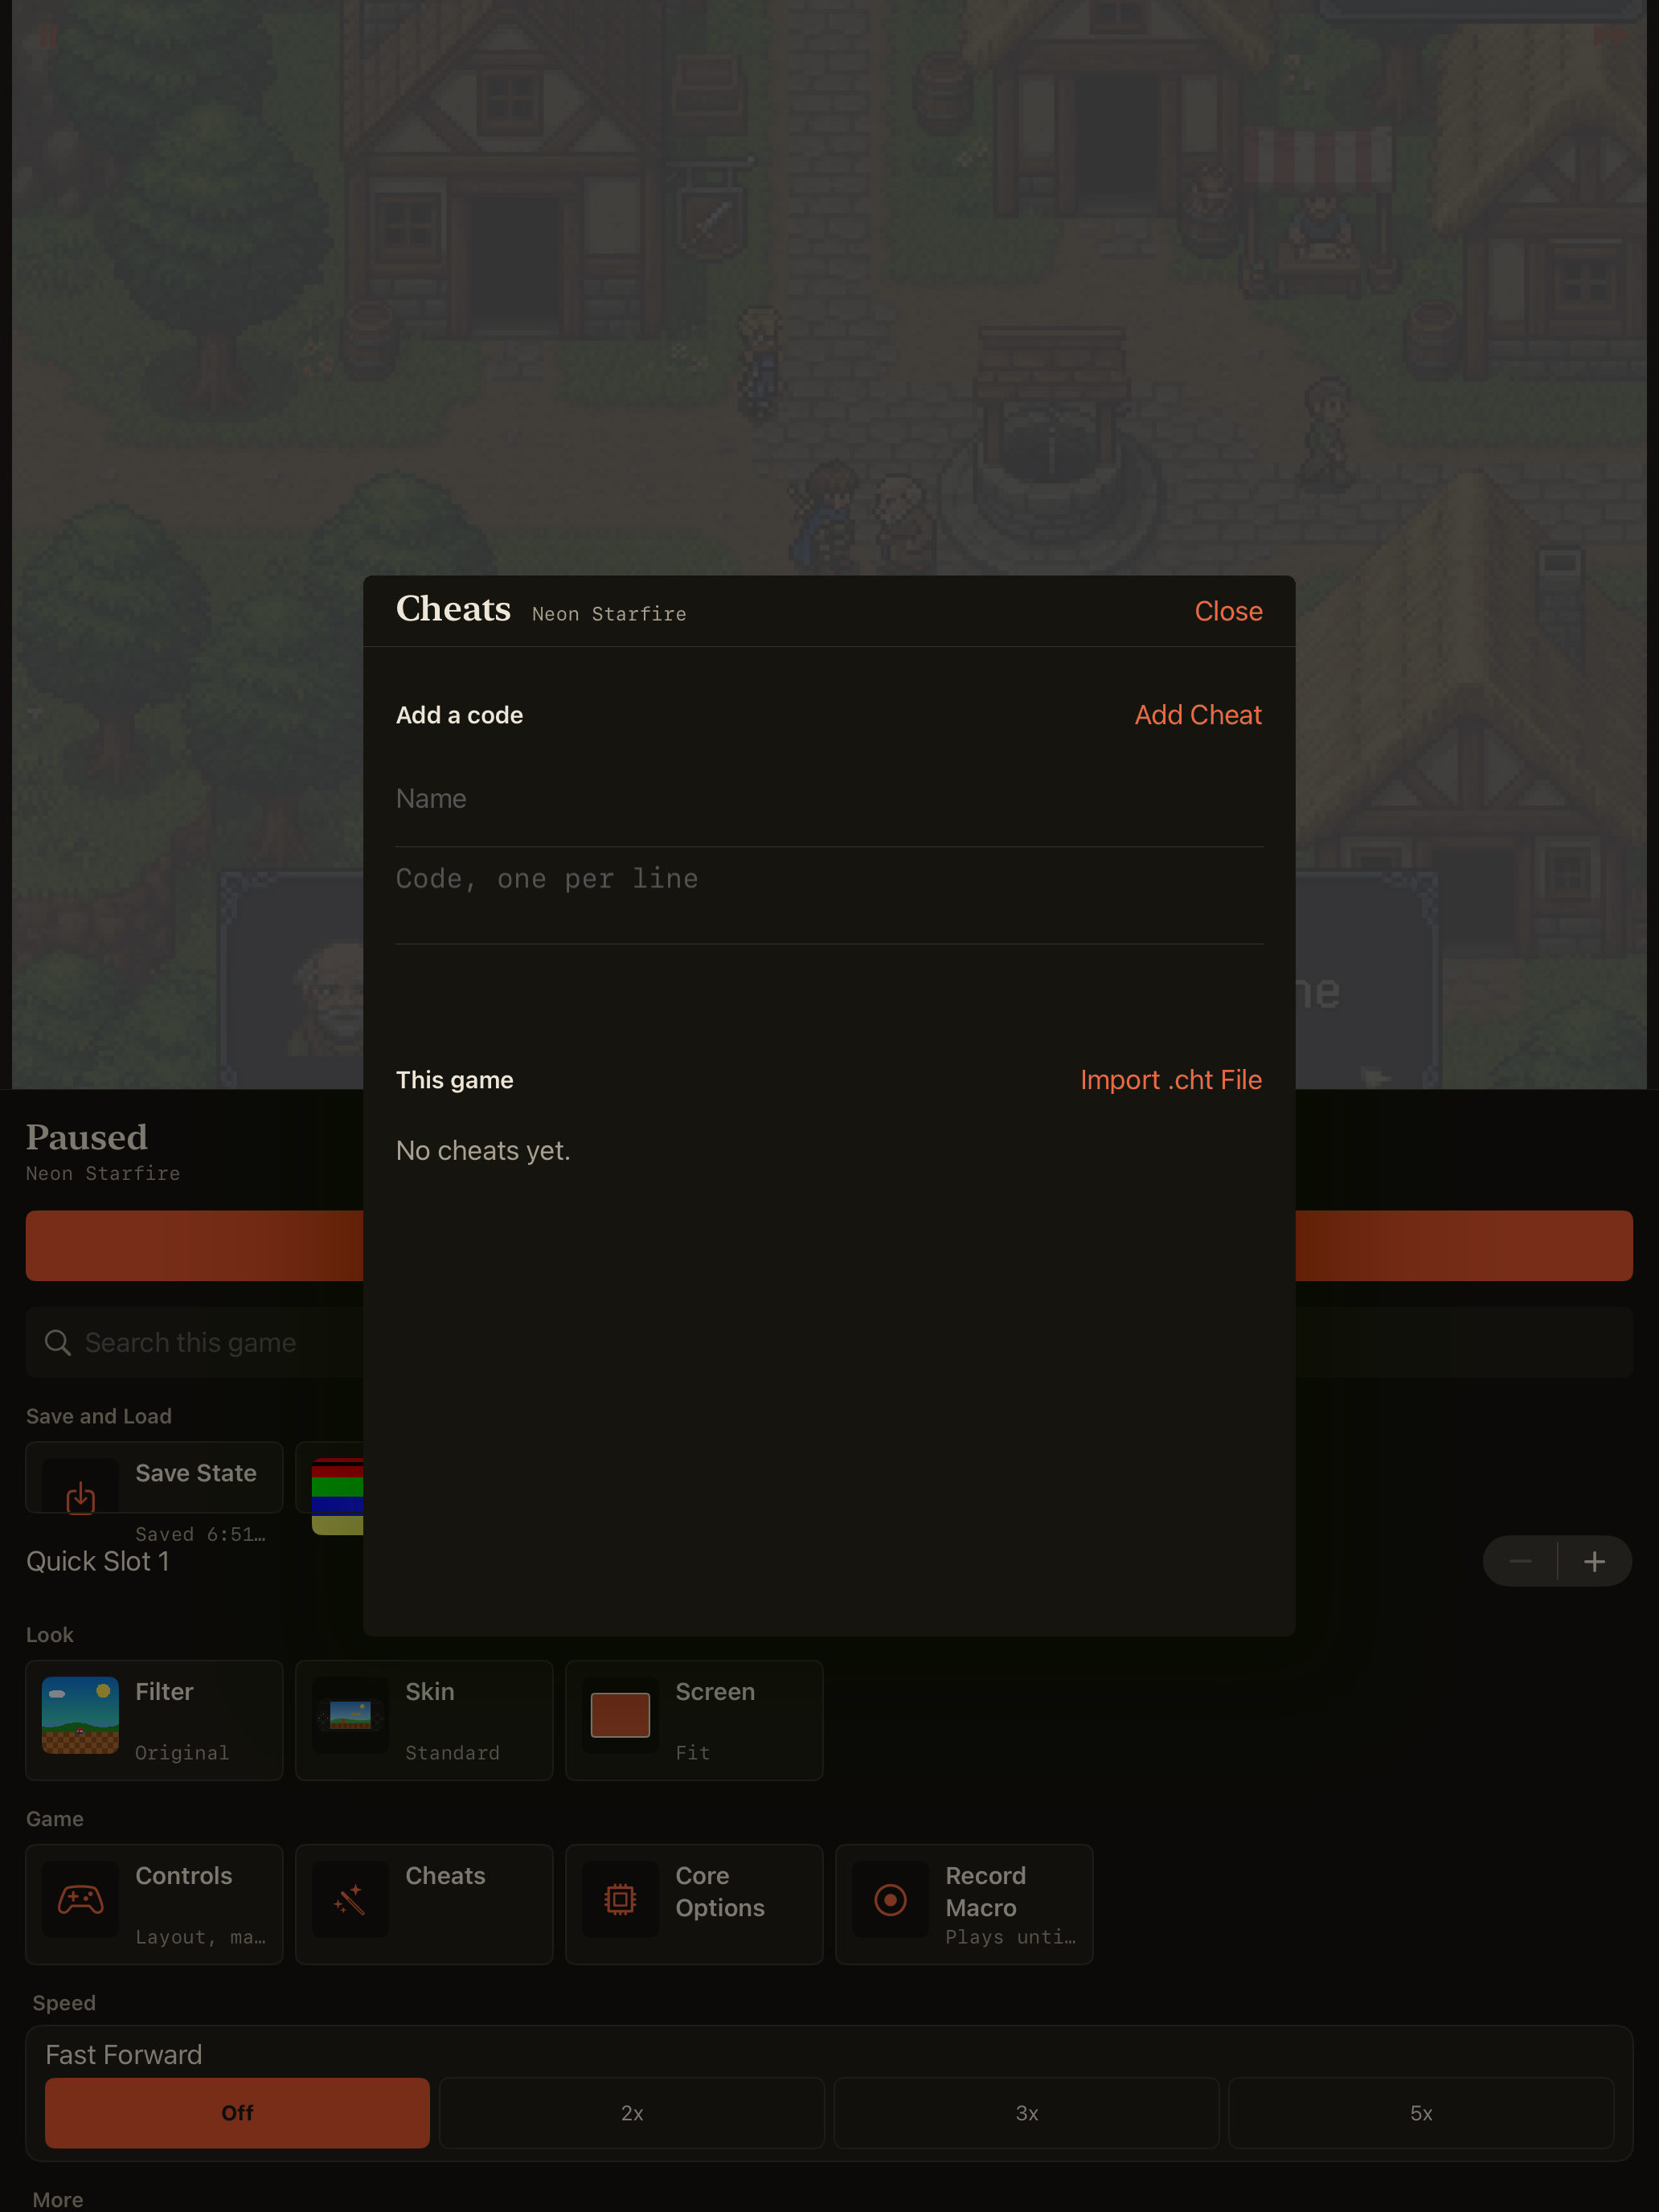 Cheats Neon Starfire Close
Add a code Add Cheat
Name
Code, one per line
This game Import .cht File
No cheats yet.
ne
Paused
Neon Starfire
Search this game
Save and Load
Save State
Saved 6:51…
Quick Slot 1
Look
Filter
Original
Skin
Standard
Screen
Fit
Game
Controls
Layout, ma…
Cheats
Core
Options
Record
Macro
Plays unti…
Speed
Fast Forward
Off 2x 3x 5x
More